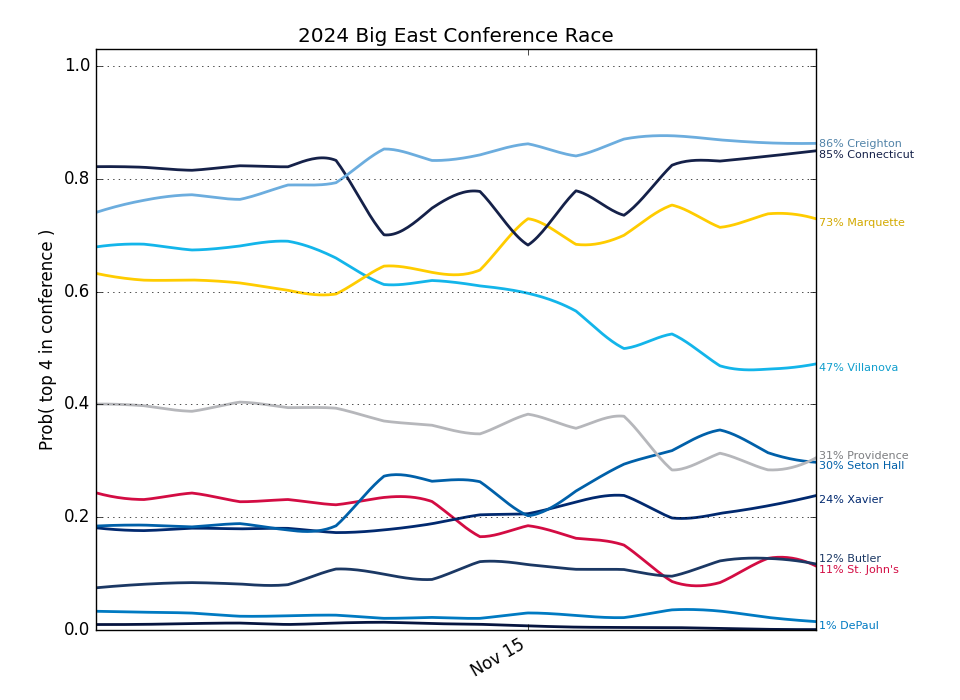 2024 Big East Conference Race
1.0
0.8
0.6
0.4
0.2
0.0
Prob( top 4 in conference )
Nov 15
86% Creighton
85% Connecticut
73% Marquette
47% Villanova
31% Providence
30% Seton Hall
24% Xavier
12% Butler
11% St. John's
1% DePaul